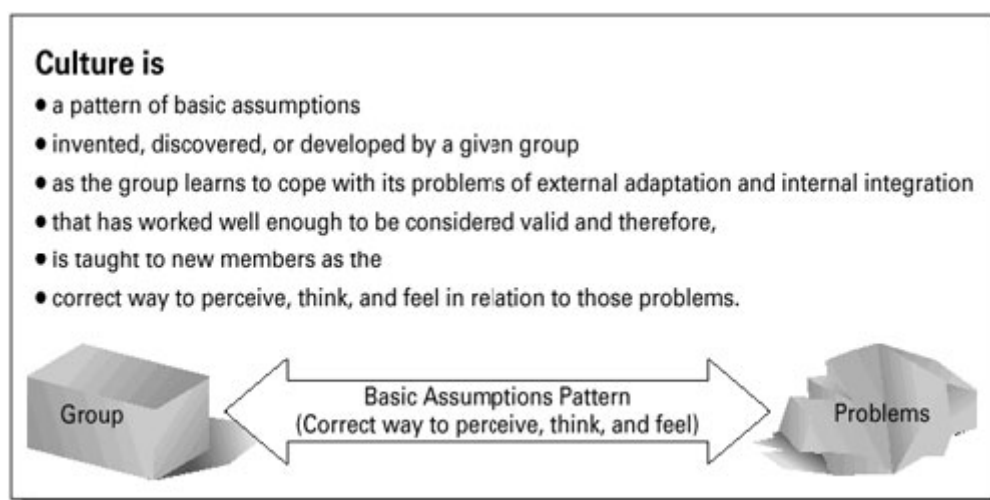 Culture is
• a pattern of basic assumptions
• invented, discovered, or developed by a given group
• as the group learns to cope with its problems of external adaptation and internal integration
• that has worked well enough to be considered valid and therefore,
• is taught to new members as the
• correct way to perceive, think, and feel in relation to those problems.
Group
Basic Assumptions Pattern
(Correct way to perceive, think, and feel)
Problems